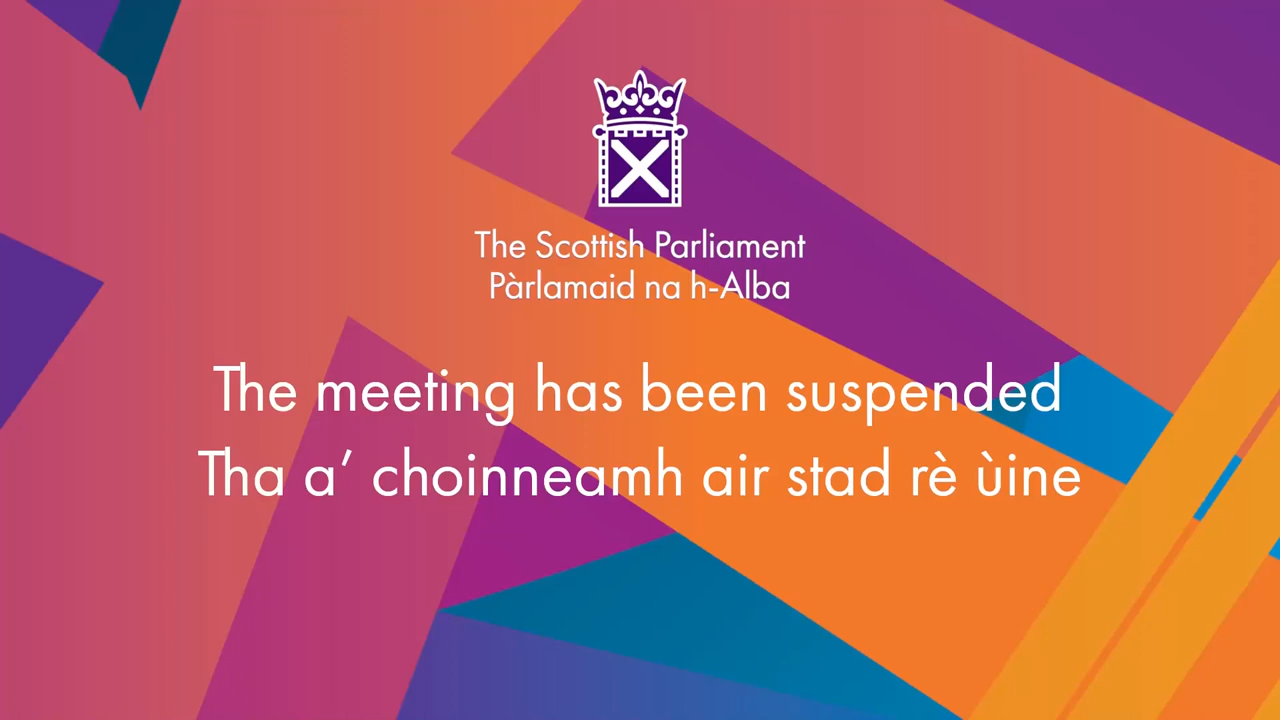 The Scottish Parliament
Pàrlamaid na h-Alba
The meeting has been suspended
Tha a’ choinneamh air stad rè ùine